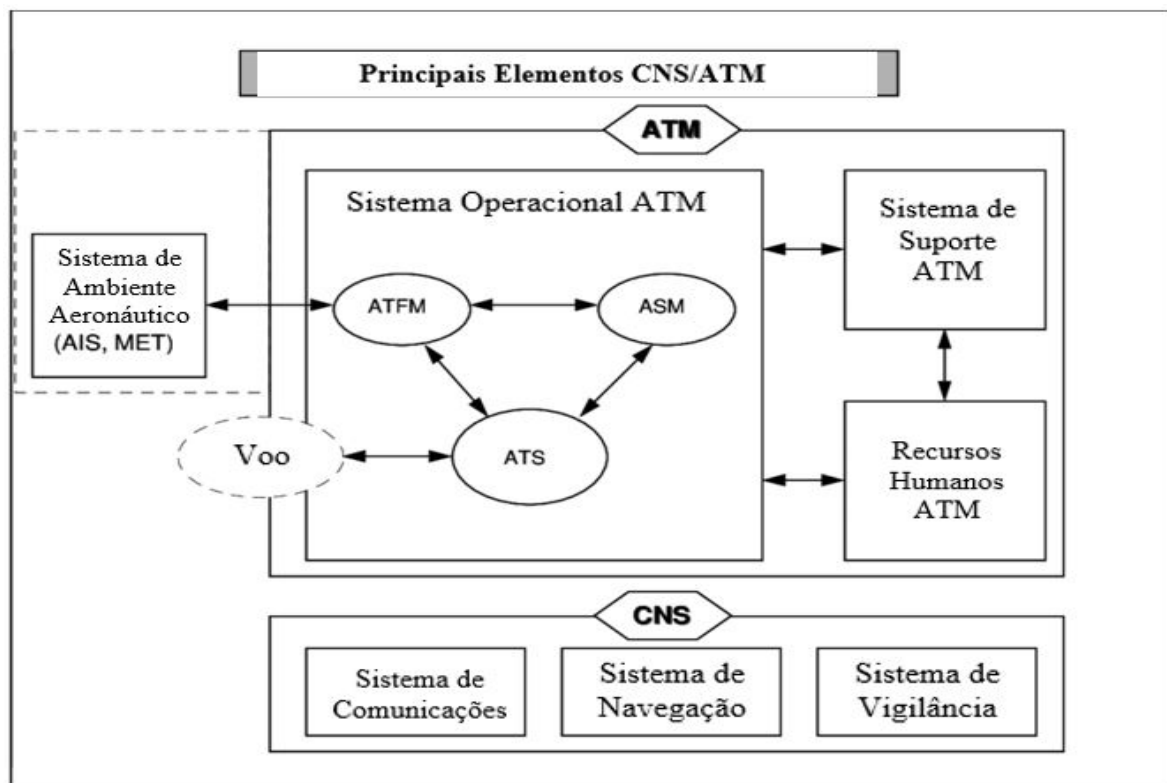 Principais Elementos CNS/ATM
ATM
Sistema Operacional ATM
Sistema de
Suporte
ATM
Sistema de
Ambiente
Aeronáutico
(AIS, MET)
ATFM
ASM
Voo
ATS
Recursos
Humanos
ATM
CNS
Sistema de
Comunicações
Sistema de
Navegação
Sistema de
Vigilância